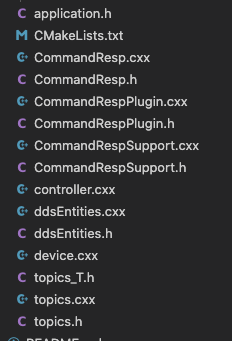 application.h
CMakeLists.txt
CommandResp.cxx
CommandResp.h
CommandRespPlugin.cxx
CommandRespPlugin.h
CommandRespSupport.cxx
CommandRespSupport.h
controller.cxx
ddsEntities.cxx
ddsEntities.h
device.cxx
topics_T.h
topics.cxx
topics.h